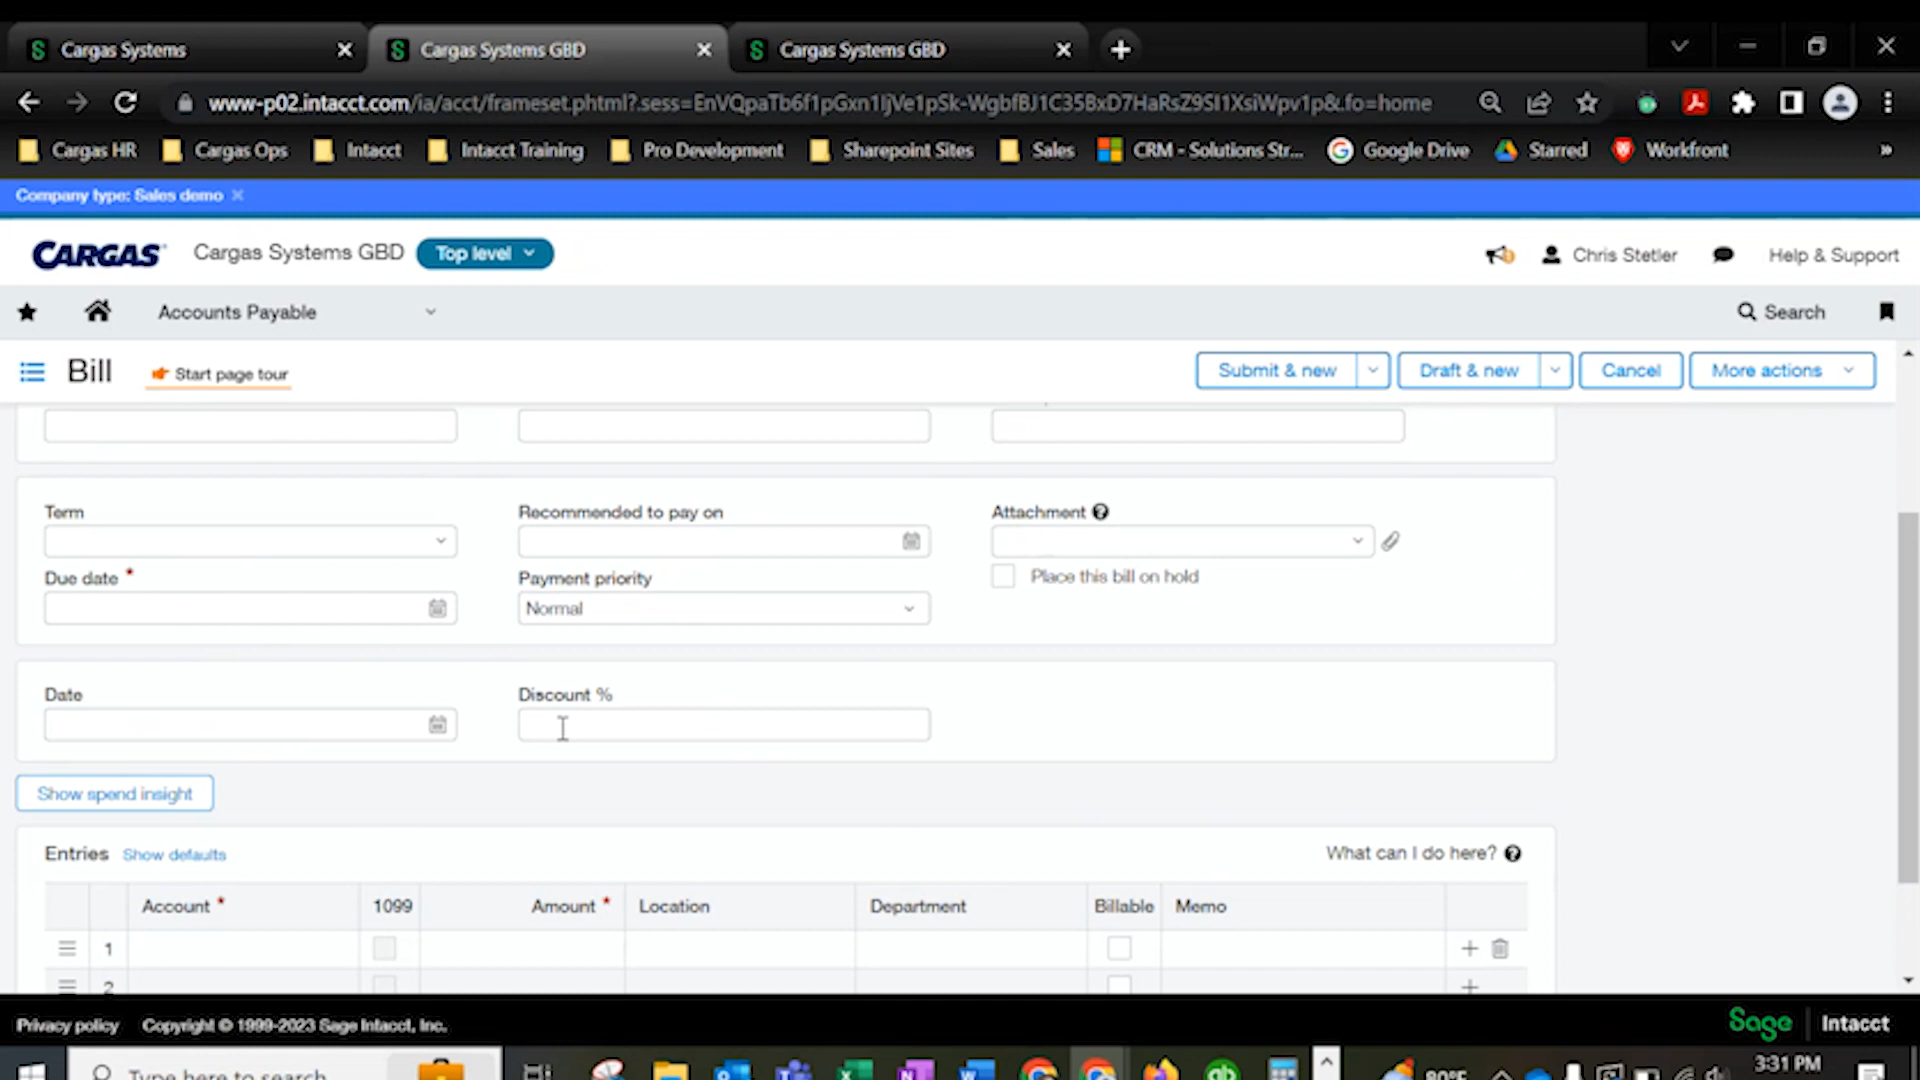 Cargas Systems
Cargas Systems GBD
Cargas Systems GBD
www-p02.intacct.com/ia/acct/frameset.phtml?.sess=EnVQpaTb6f1pGxn1IjVe1pSk-WgbfBJ1C35BxD7HaRsZ9SI1XsiWpv1p&.fo=home
Cargas HR Cargas Ops Intacct Intacct Training Pro Development Sharepoint Sites Sales CRM - Solutions Str... Google Drive Starred Workfront »
Company type: Sales demo
CARGAS Cargas Systems GBD Top level Chris Stetler Help & Support
Accounts Payable Search
Bill Start page tour Submit & new Draft & new Cancel More actions
Term Recommended to pay on Attachment
Due date * Payment priority Place this bill on hold
Normal
Date Discount %
Show spend insight
Entries Show defaults What can I do here?
Account * 1099 Amount * Location Department Billable Memo
1
2
Privacy policy Copyright © 1999-2023 Sage Intacct, Inc. Sage Intacct
Type here to search 80°F 3:31 PM